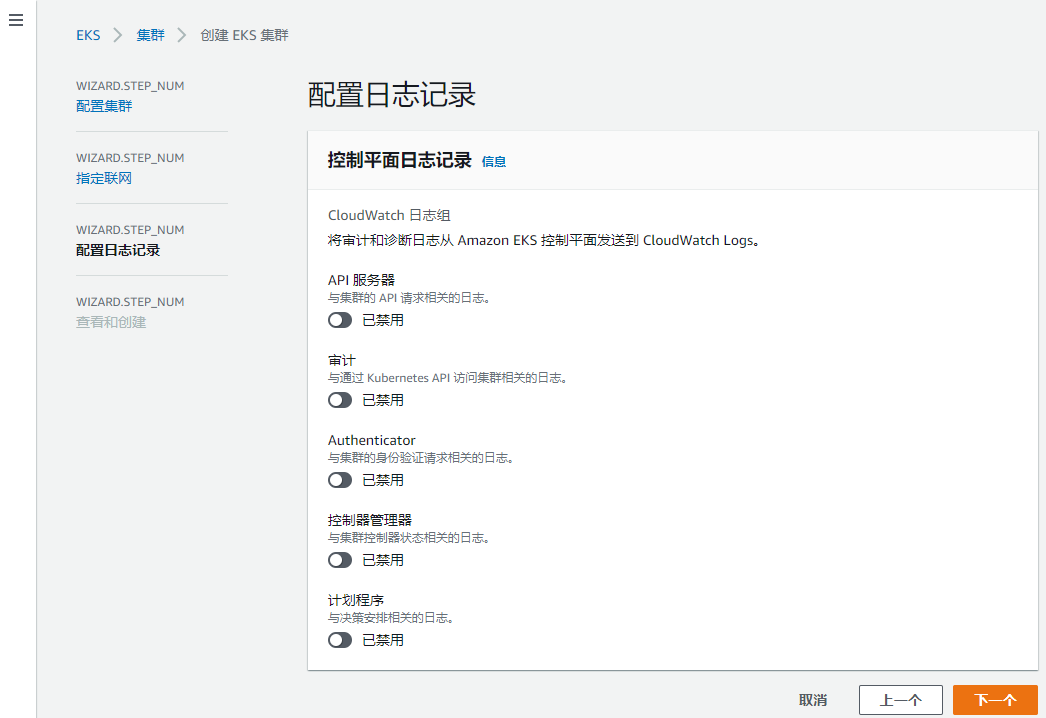 EKS > 集群 > 创建 EKS 集群
WIZARD.STEP_NUM
配置集群
WIZARD.STEP_NUM
指定联网
WIZARD.STEP_NUM
配置日志记录
WIZARD.STEP_NUM
查看和创建
配置日志记录
控制平面日志记录 信息
CloudWatch 日志组
将审计和诊断日志从 Amazon EKS 控制平面发送到 CloudWatch Logs。
API 服务器
与集群的 API 请求相关的日志。
已禁用
审计
与通过 Kubernetes API 访问集群相关的日志。
已禁用
Authenticator
与集群的身份验证请求相关的日志。
已禁用
控制器管理器
与集群控制器状态相关的日志。
已禁用
计划程序
与决策安排相关的日志。
已禁用
取消 上一个 下一个